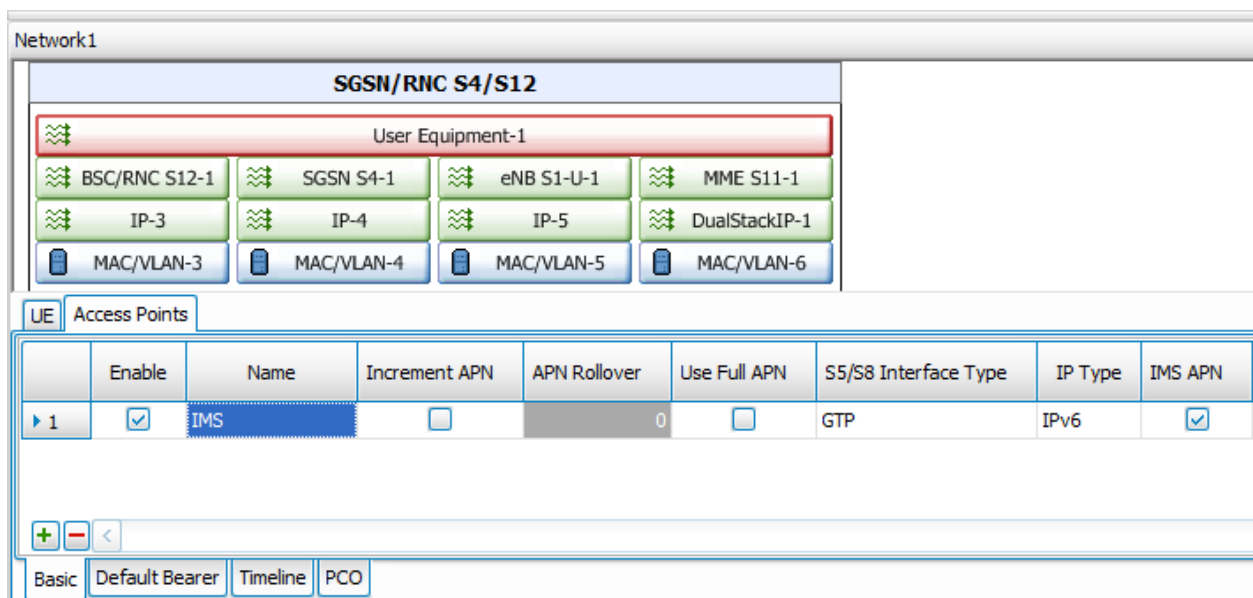 Network1
SGSN/RNC S4/S12
User Equipment-1
BSC/RNC S12-1 SGSN S4-1 eNB S1-U-1 MME S11-1
IP-3 IP-4 IP-5 DualStackIP-1
MAC/VLAN-3 MAC/VLAN-4 MAC/VLAN-5 MAC/VLAN-6
UE Access Points
Enable Name Increment APN APN Rollover Use Full APN S5/S8 Interface Type IP Type IMS APN
1 IMS 0 GTP IPv6
Basic Default Bearer Timeline PCO